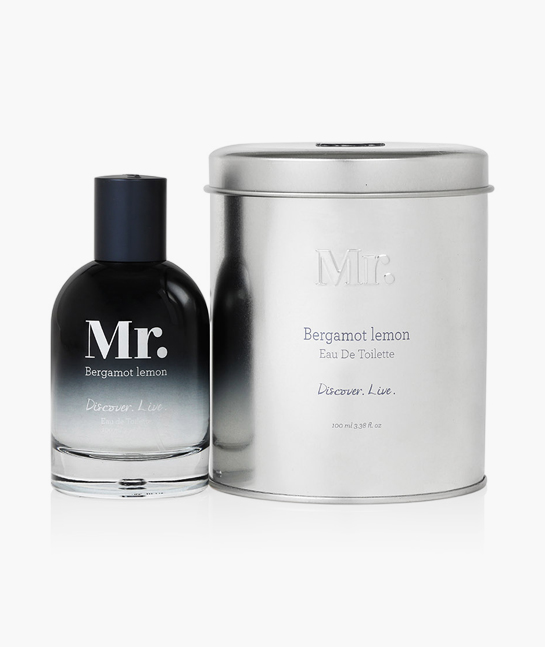 Mr.
Bergamot lemon
Discover. Live
Eau de Toilette
Mr.
Bergamot lemon
Eau De Toilette
Discover. Live.
100 ml 3,38 fl. oz